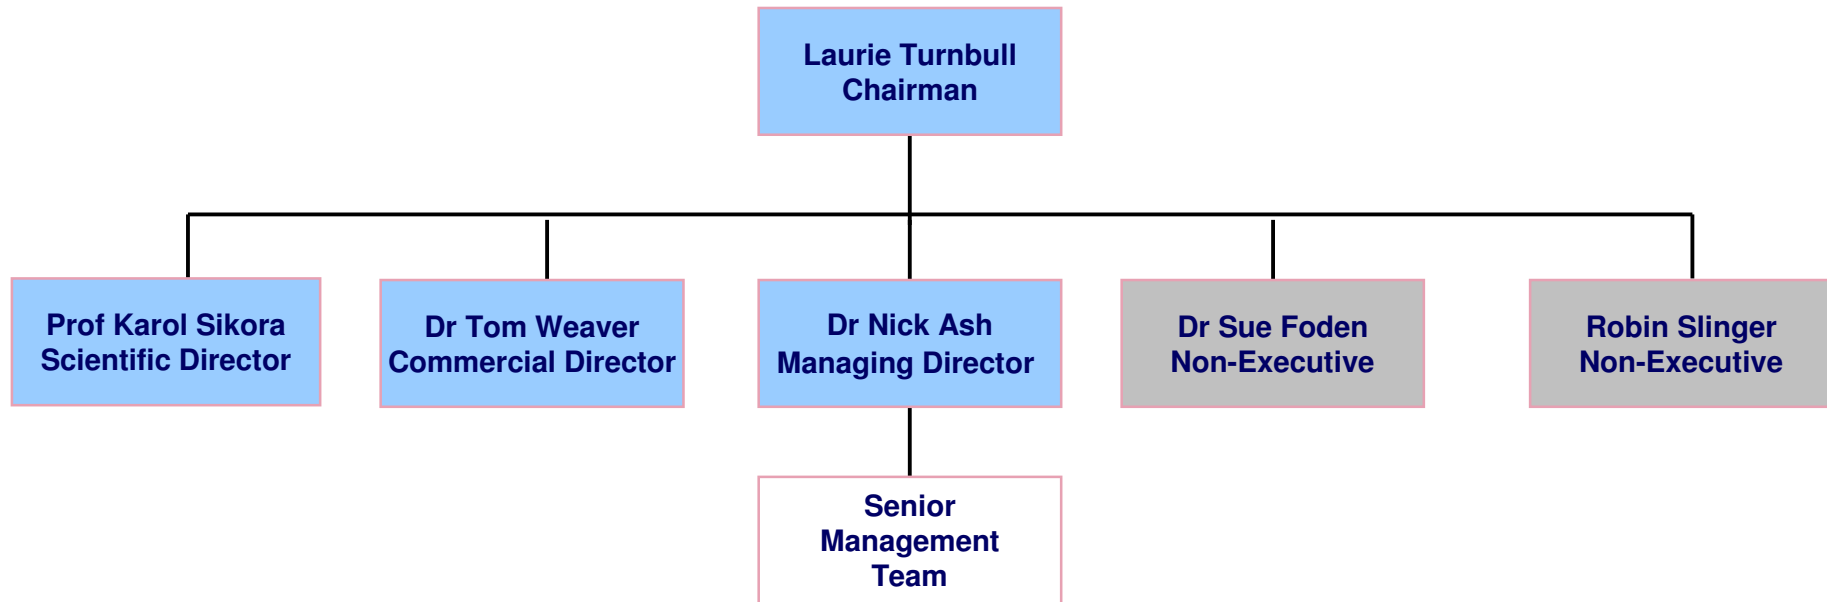 Laurie Turnbull
Chairman
Prof Karol Sikora
Scientific Director
Dr Tom Weaver
Commercial Director
Dr Nick Ash
Managing Director
Dr Sue Foden
Non-Executive
Robin Slinger
Non-Executive
Senior
Management
Team